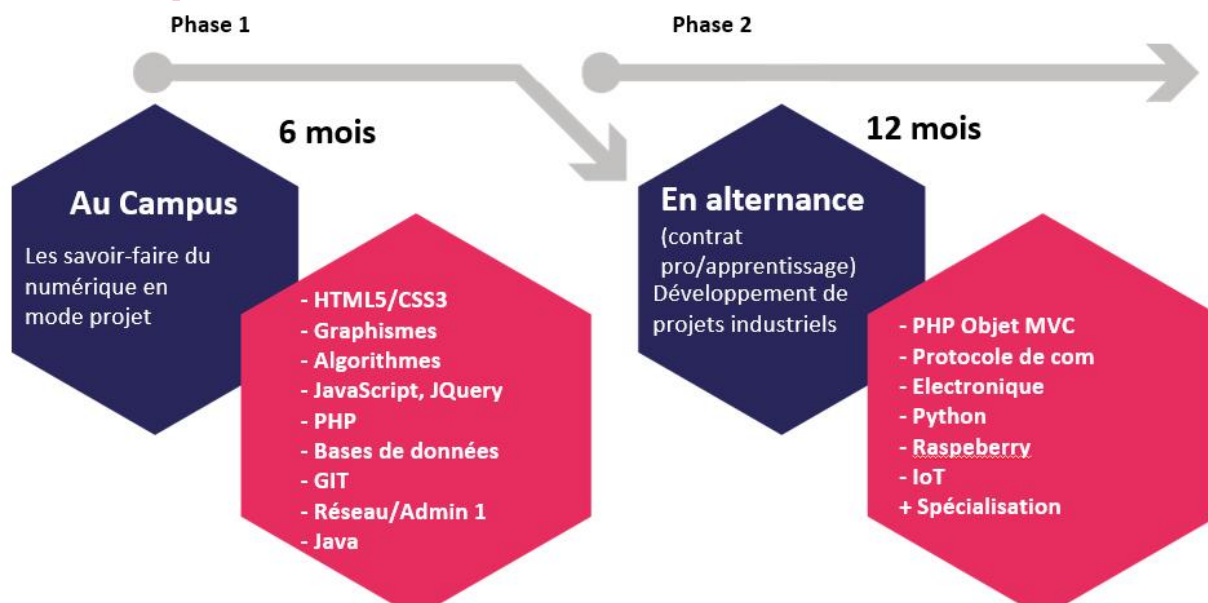 Phase 1
6 mois
Au Campus
Les savoir-faire du
numérique en
mode projet
- HTML5/CSS3
- Graphismes
- Algorithmes
- JavaScript, JQuery
- PHP
- Bases de données
- GIT
- Réseau/Admin 1
- Java
Phase 2
12 mois
En alternance
(contrat
pro/apprentissage)
Développement de
projets industriels
- PHP Objet MVC
- Protocole de com
- Electronique
- Python
- Raspeberry
- IoT
+ Spécialisation